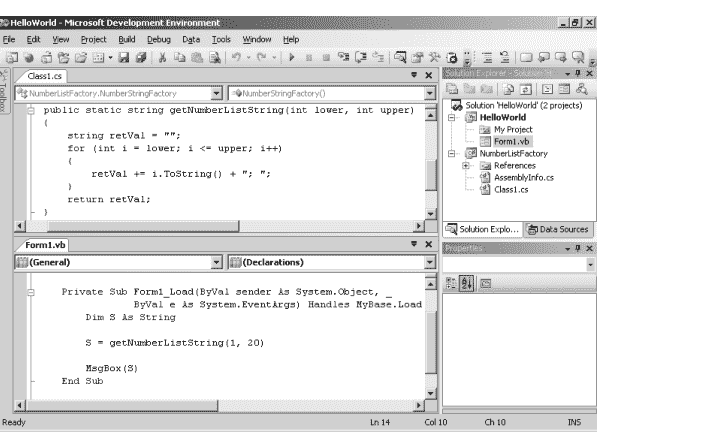 HelloWorld - Microsoft Development Environment
File Edit View Project Build Debug Data Tools Window Help
Toolbox
Class1.cs
NumberListFactory.NumberStringFactory
NumberStringFactory()
public static string getNumberListString(int lower, int upper)
{
string retVal = "";
for (int i = lower; i <= upper; i++)
{
retVal += i.ToString() + "; ";
}
return retVal;
}
Form1.vb
(General)
(Declarations)
Private Sub Form1_Load(ByVal sender As System.Object, _
ByVal e As System.EventArgs) Handles MyBase.Load
Dim S As String
S = getNumberListString(1, 20)
MsgBox(S)
End Sub
Solution Explorer - Solution
Solution 'HelloWorld' (2 projects)
HelloWorld
My Project
Form1.vb
NumberListFactory
References
AssemblyInfo.cs
Class1.cs
Solution Explo...
Data Sources
Properties
Ready
Ln 14
Col 10
Ch 10
INS